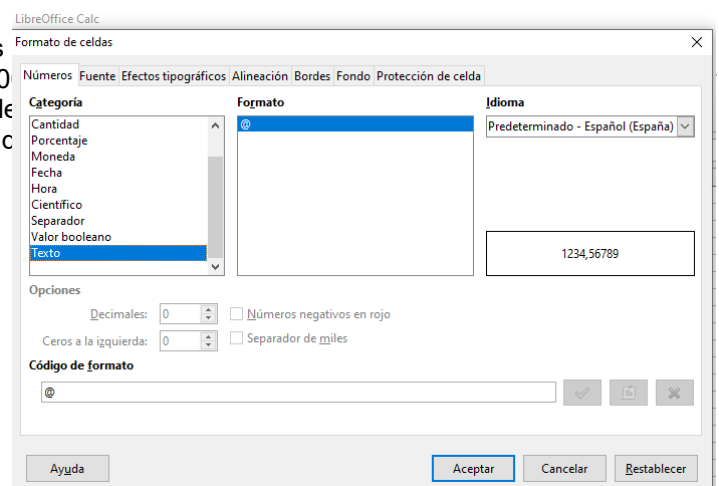 LibreOffice Calc
Formato de celdas
Números Fuente Efectos tipográficos Alineación Bordes Fondo Protección de celda
Categoría
Cantidad
Porcentaje
Moneda
Fecha
Hora
Científico
Separador
Valor booleano
Texto
Formato
@
Idioma
Predeterminado - Español (España)
1234,56789
Opciones
Decimales: 0
Números negativos en rojo
Ceros a la izquierda: 0
Separador de miles
Código de formato
@
Ayuda Aceptar Cancelar Restablecer